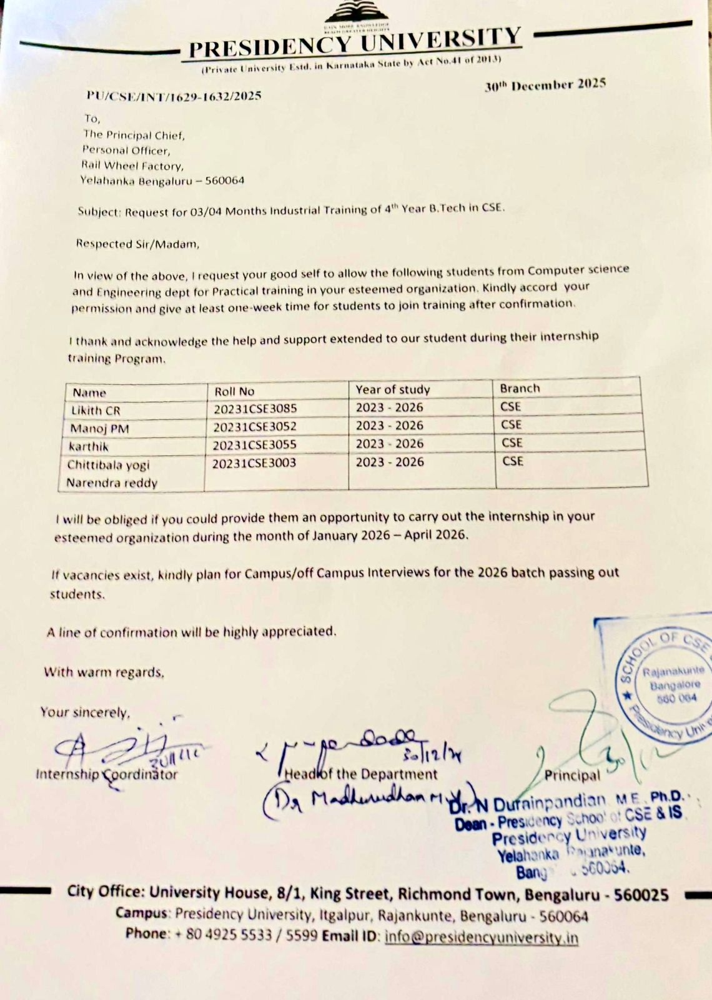 GAIN MORE KNOWLEDGE
REACH GREATER HEIGHTS
PRESIDENCY UNIVERSITY
(Private University Estd. in Karnataka State by Act No.41 of 2013)
PU/CSE/INT/1629-1632/2025
30th December 2025
To,
The Principal Chief,
Personal Officer,
Rail Wheel Factory,
Yelahanka Bengaluru – 560064
Subject: Request for 03/04 Months Industrial Training of 4th Year B.Tech in CSE.
Respected Sir/Madam,
In view of the above, I request your good self to allow the following students from Computer science
and Engineering dept for Practical training in your esteemed organization. Kindly accord your
permission and give at least one-week time for students to join training after confirmation.
I thank and acknowledge the help and support extended to our student during their internship
training Program.
Name Roll No Year of study Branch
Likith CR 20231CSE3085 2023 - 2026 CSE
Manoj PM 20231CSE3052 2023 - 2026 CSE
karthik 20231CSE3055 2023 - 2026 CSE
Chittibala yogi 20231CSE3003 2023 - 2026 CSE
Narendra reddy
I will be obliged if you could provide them an opportunity to carry out the internship in your
esteemed organization during the month of January 2026 – April 2026.
If vacancies exist, kindly plan for Campus/off Campus Interviews for the 2026 batch passing out
students.
A line of confirmation will be highly appreciated.
With warm regards,
Your sincerely,
SCHOOL OF CSE
Rajanakunte
Bangalore
560 064
Presidency Univ
30/12/24
Internship Coordinator
Head of the Department
Principal
(Dr Madhusudhan
Dr. N Durainpandian M E Ph.D.
Dean - Presidency School of CSE & IS
Presidency University
Yelahanka Rajanakunte,
Bang 560064.
City Office: University House, 8/1, King Street, Richmond Town, Bengaluru - 560025
Campus: Presidency University, Itgalpur, Rajankunte, Bengaluru - 560064
Phone: + 80 4925 5533 / 5599 Email ID: info@presidencyuniversity.in